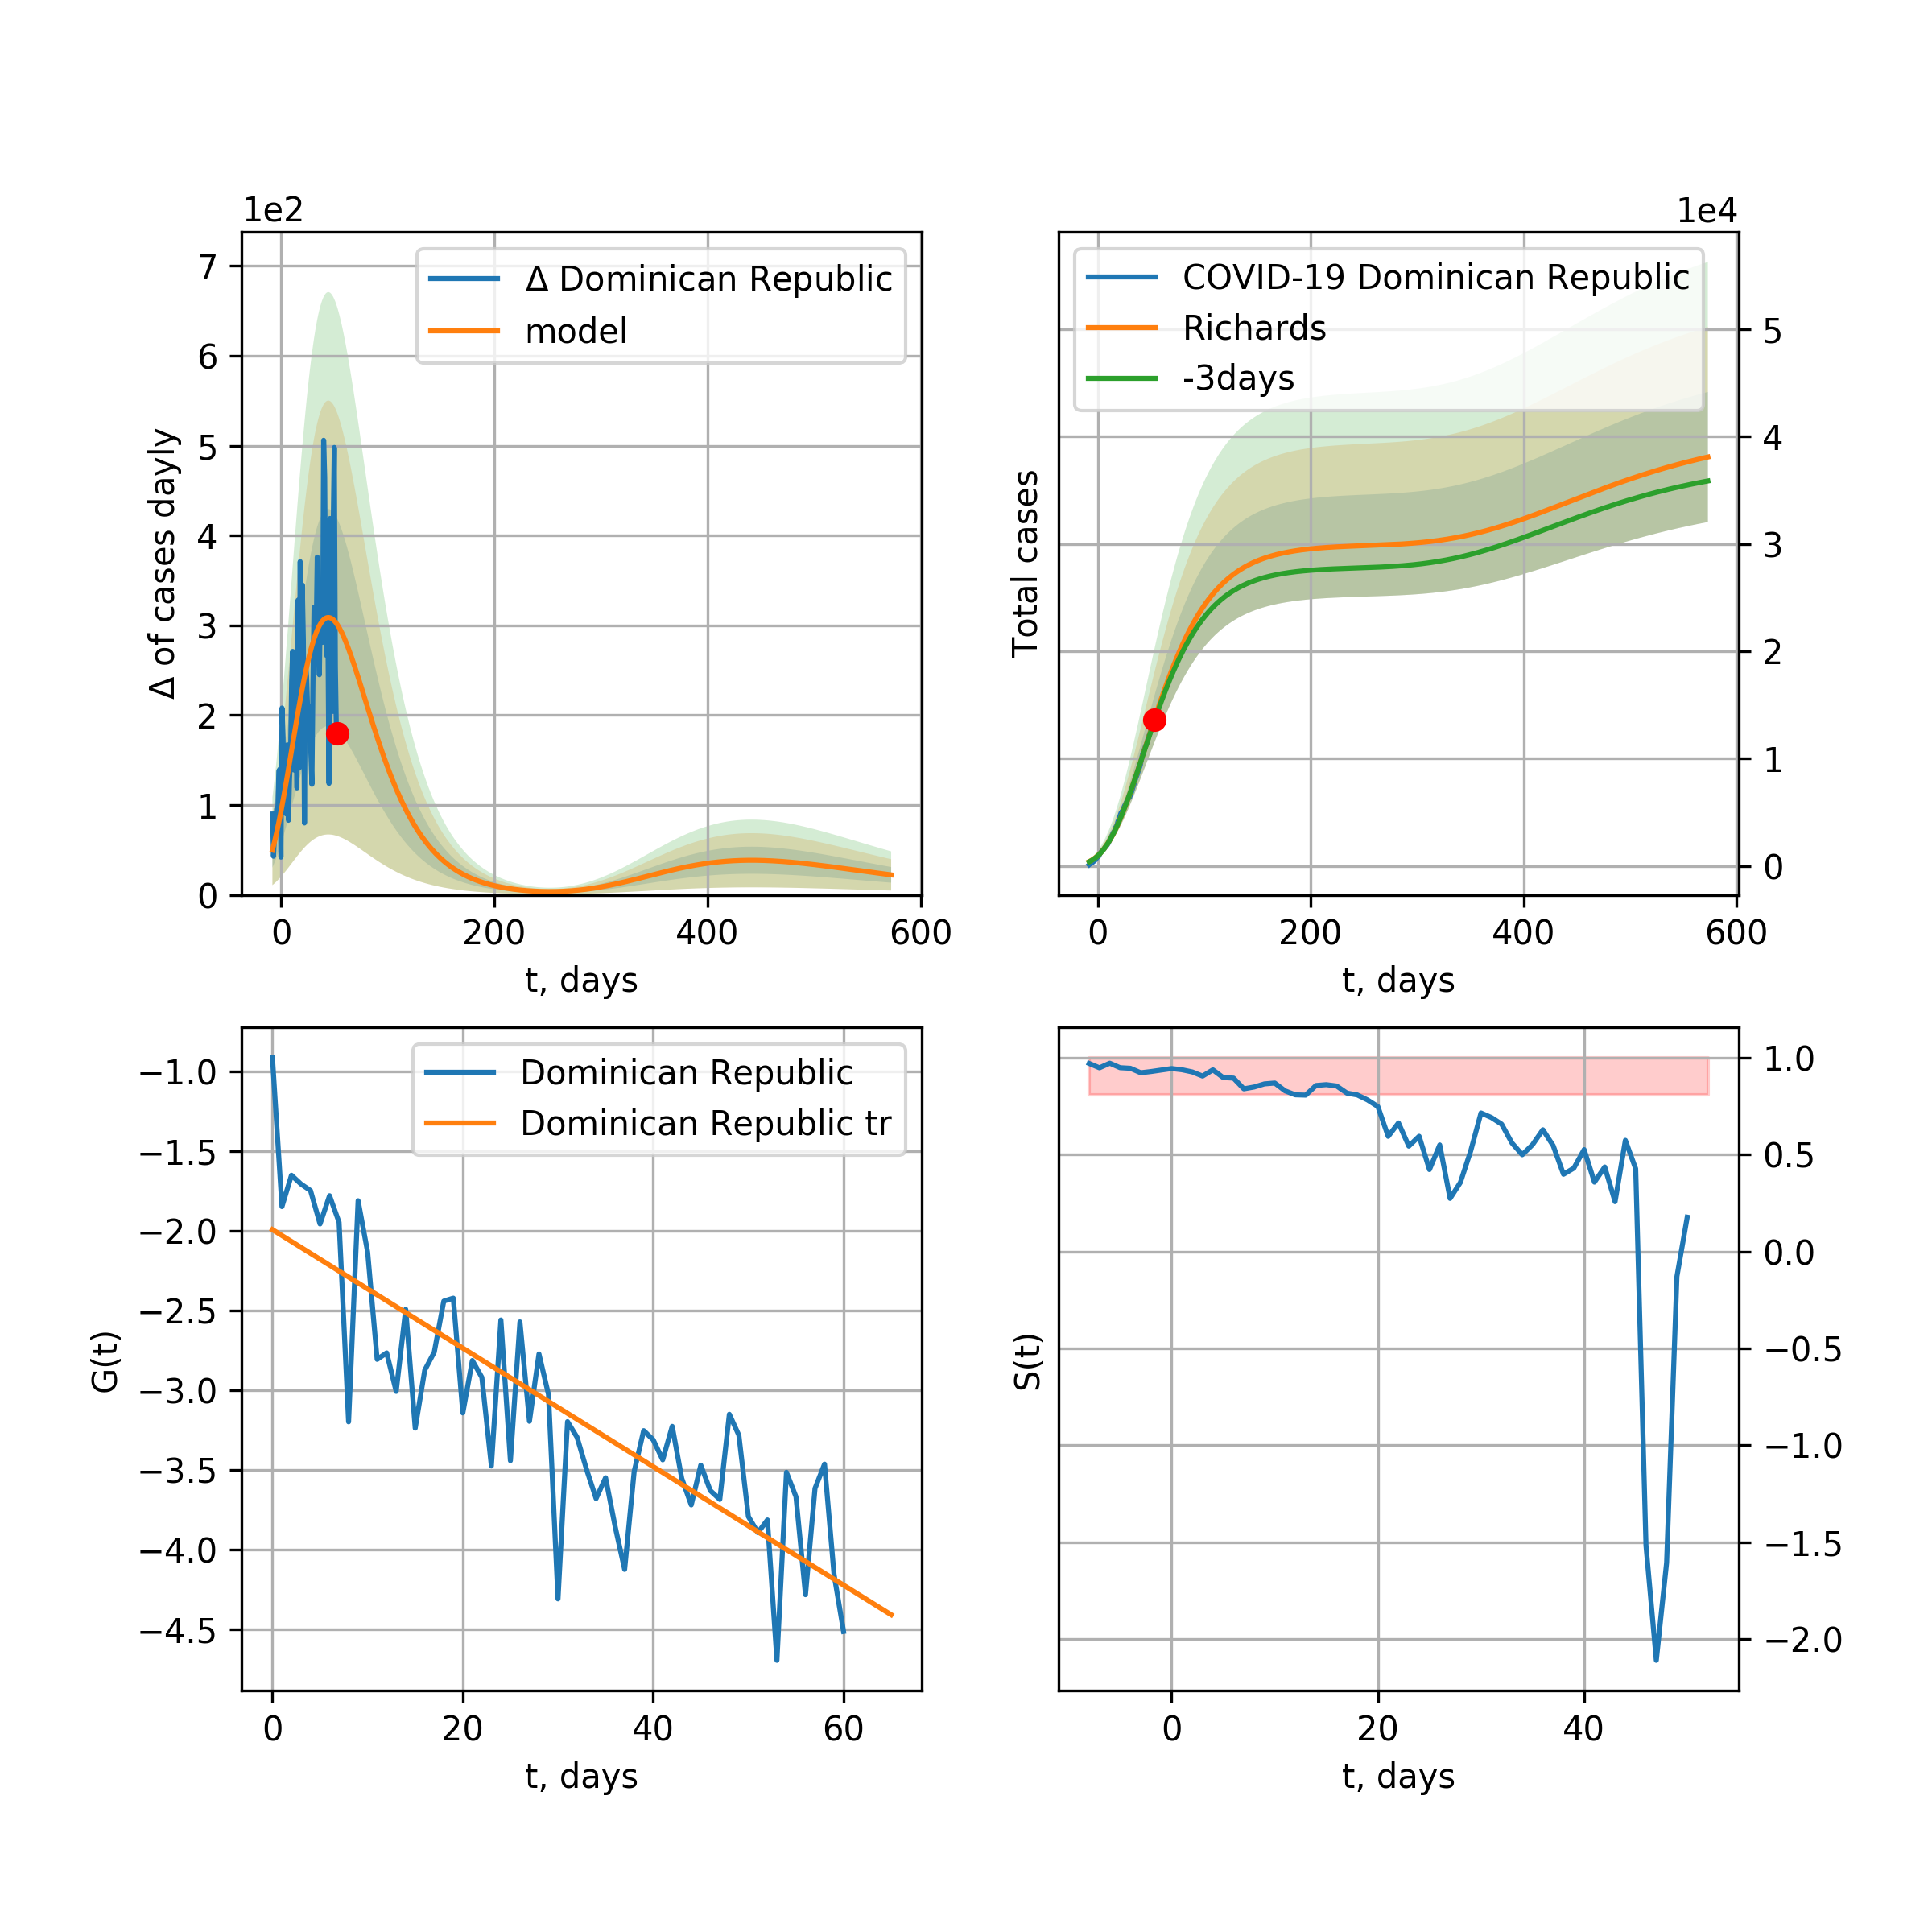 1e2
Δ Dominican Republic
model
7
6
5
4
3
2
1
0
Δ of cases dayly
0 200 400 600
t, days
1e4
COVID-19 Dominican Republic
Richards
-3days
5
4
3
2
1
0
Total cases
0 200 400 600
t, days
Dominican Republic
Dominican Republic tr
−1.0
−1.5
−2.0
−2.5
−3.0
−3.5
−4.0
−4.5
G(t)
0 20 40 60
t, days
1.0
0.5
0.0
−0.5
−1.0
−1.5
−2.0
S(t)
0 20 40
t, days